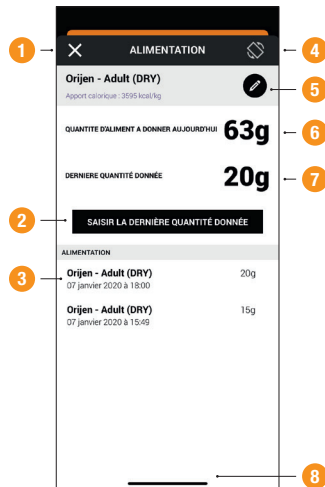 1
ALIMENTATION
4
Orijen - Adult (DRY)
Apport calorique : 3595 kcal/kg
5
QUANTITE D'ALIMENT A DONNER AUJOURD'HUI
63g
6
DERNIERE QUANTITÉ DONNÉE
20g
7
2
SAISIR LA DERNIÈRE QUANTITÉ DONNÉE
ALIMENTATION
3
Orijen - Adult (DRY)
20g
07 janvier 2020 à 18:00
Orijen - Adult (DRY)
15g
07 janvier 2020 à 15:49
8